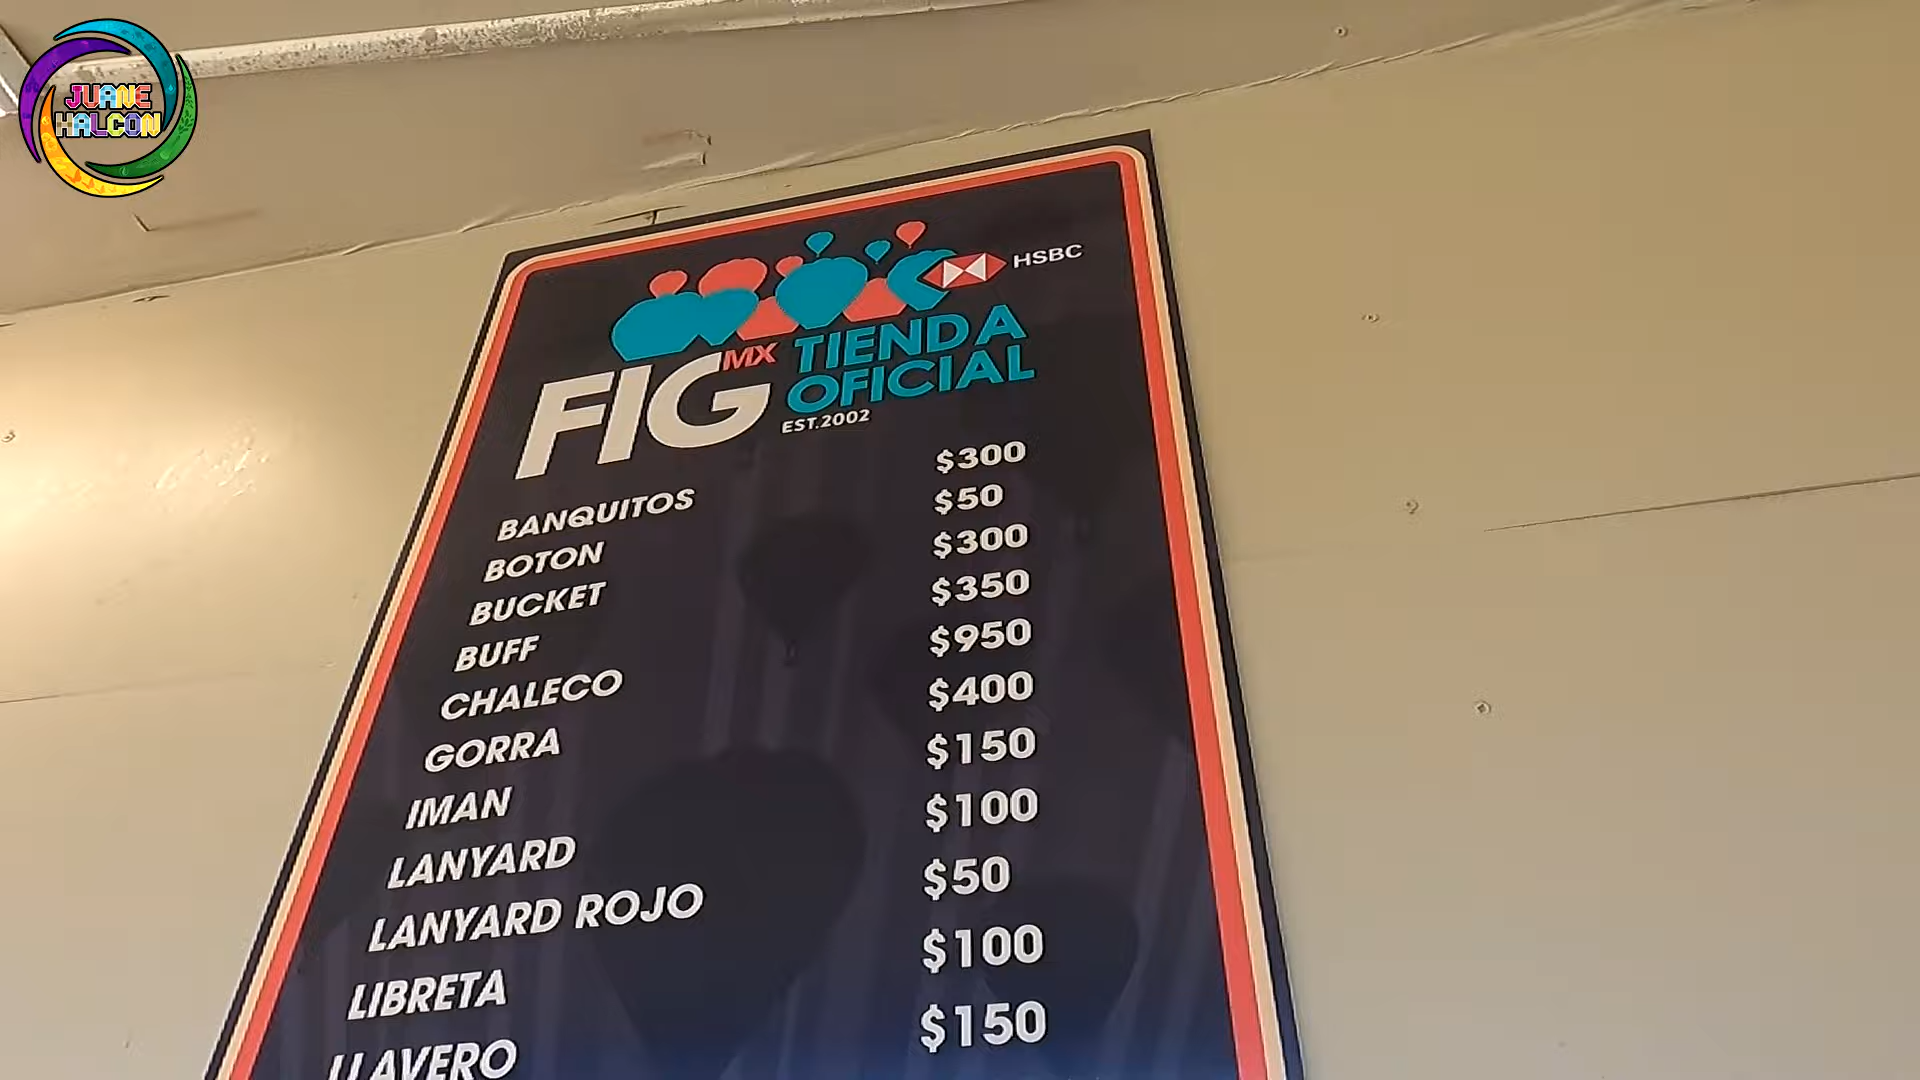 JUANE
HALCON
HSBC
FIG MX TIENDA
OFICIAL
EST.2002
BANQUITOS $300
BOTON $50
BUCKET $300
BUFF $350
CHALECO $950
GORRA $400
IMAN $150
LANYARD $100
LANYARD ROJO $50
LIBRETA $100
LLAVERO $150